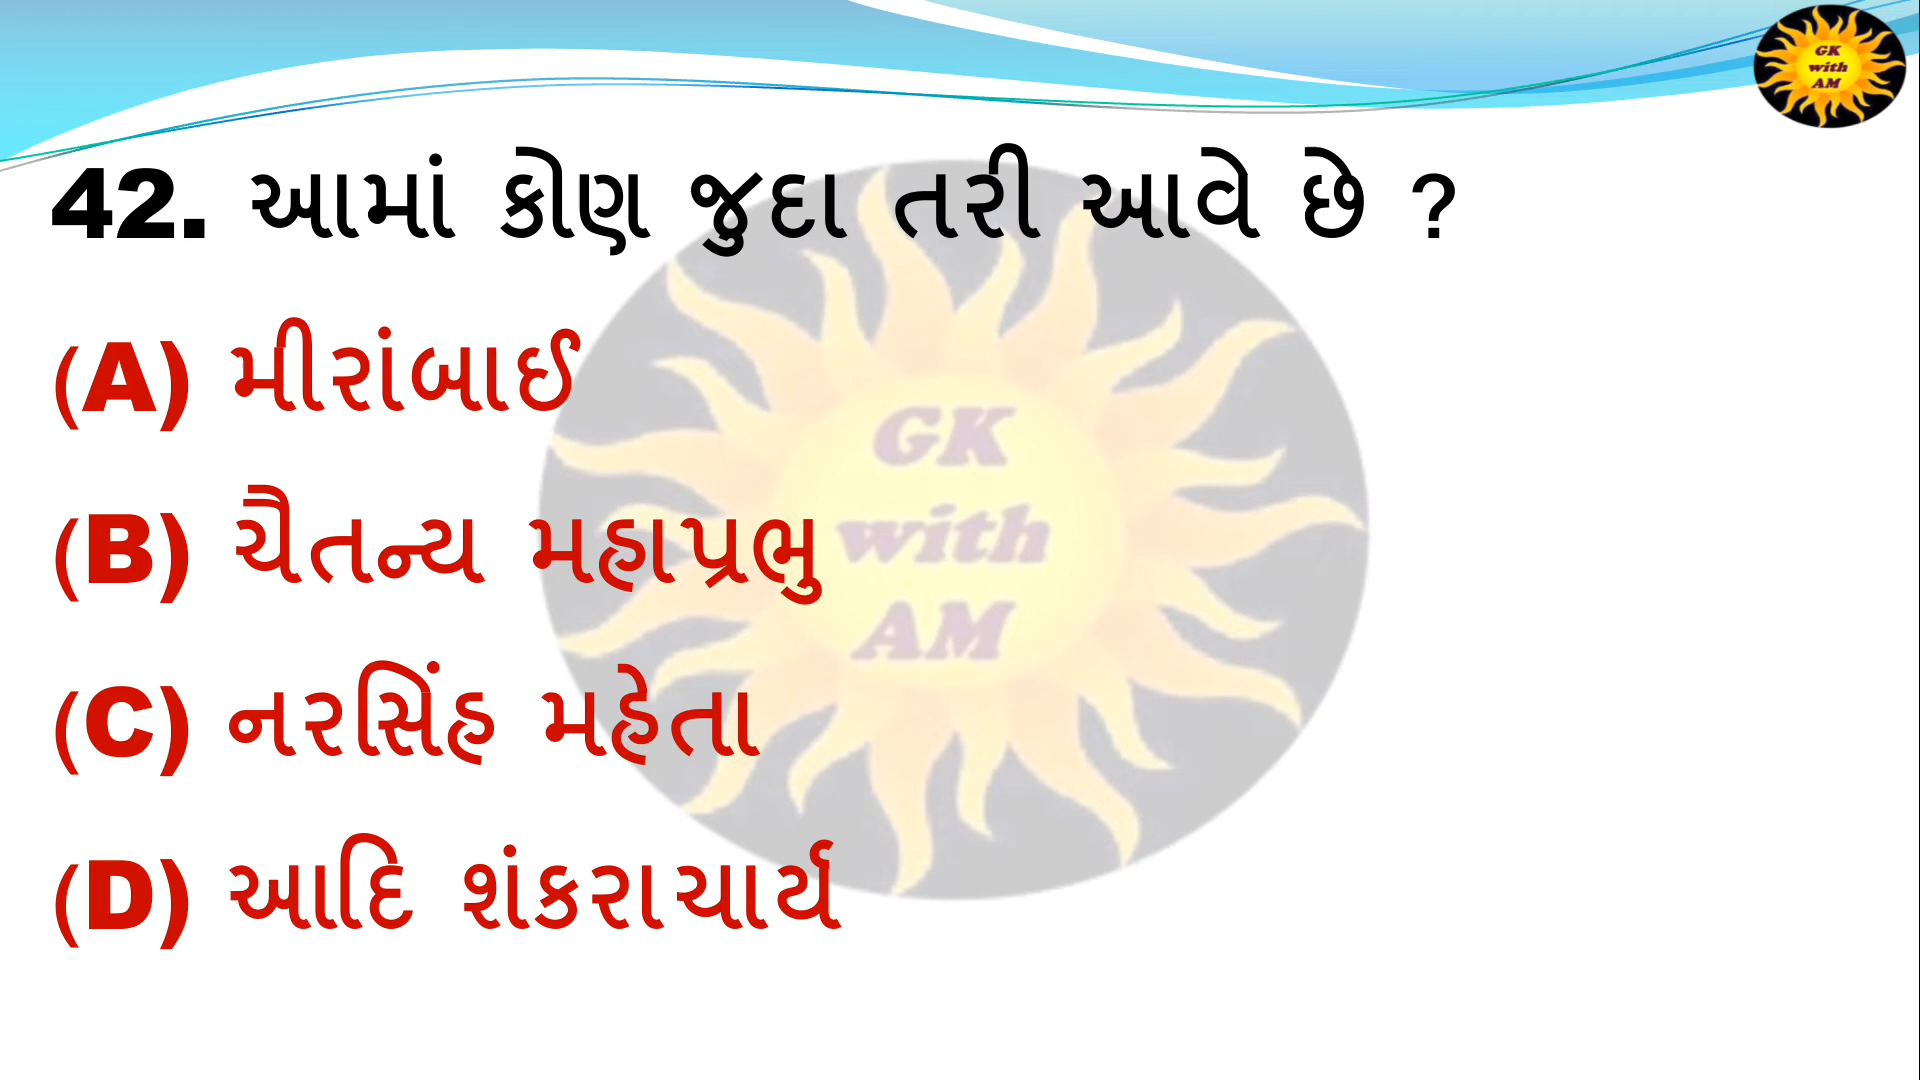 GK
with
AM
42. આમાં કોણ જુદા તરી આવે છે ?
(A) મીરાંબાઈ
(B) ચૈતન્ય મહાપ્રભુ
(C) નરસિંહ મહેતા
(D) આદિ શંકરાચાર્ય
GK
with
AM